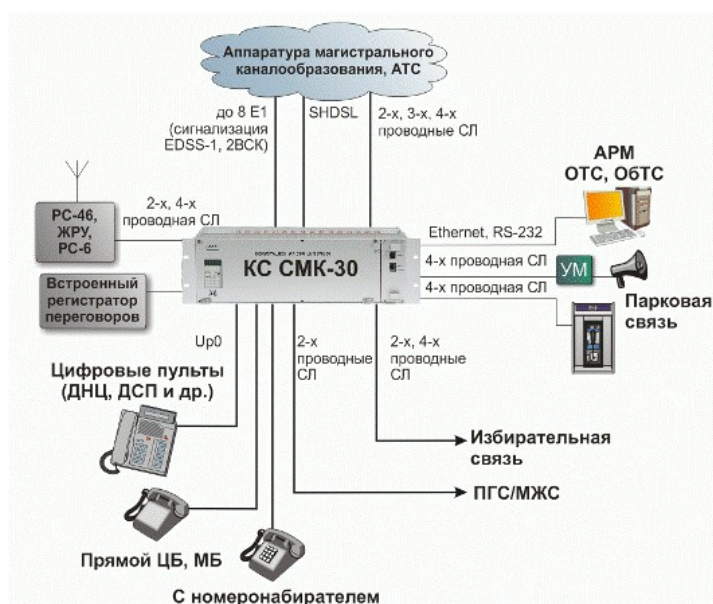 Аппаратура магистрального
каналообразования, АТС
до 8 Е1
(сигнализация
EDSS-1, 2ВСК)
SHDSL
2-х, 3-х, 4-х
проводные СЛ
АРМ
ОТС, ОбТС
РС-46,
ЖРУ,
РС-6
2-х, 4-х
проводная СЛ
Ethernet, RS-232
КС СМК-30
4-х проводная СЛ
УМ
4-х проводная СЛ
Парковая
связь
Встроенный
регистратор
переговоров
Up0
2-х
проводные
СЛ
2-х, 4-х
проводные
СЛ
Цифровые пульты
(ДНЦ, ДСП и др.)
Избирательная
связь
ПГС/МЖС
Прямой ЦБ, МБ
С номеронабирателем